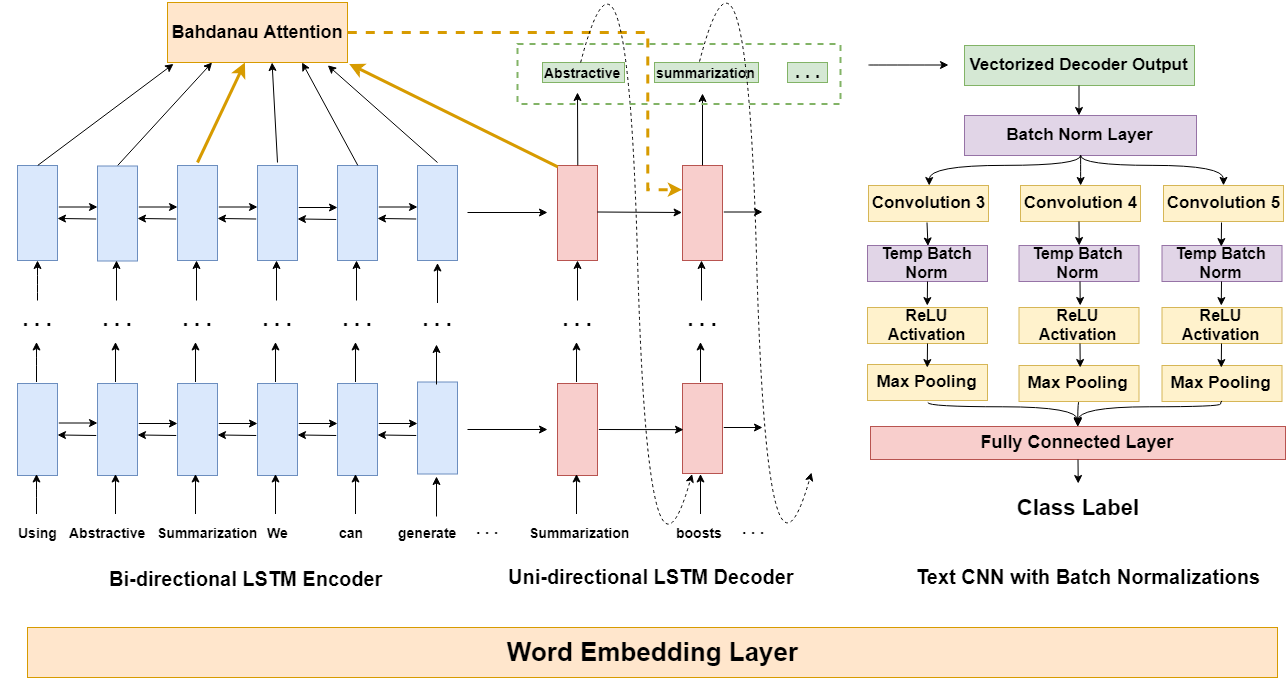 Bahdanau Attention
Abstractive
summarization
. . .
Vectorized Decoder Output
Batch Norm Layer
Convolution 3
Convolution 4
Convolution 5
Temp Batch
Norm
Temp Batch
Norm
Temp Batch
Norm
. . .
. . .
. . .
. . .
. . .
. . .
. . .
. . .
ReLU
Activation
ReLU
Activation
ReLU
Activation
Max Pooling
Max Pooling
Max Pooling
Fully Connected Layer
Class Label
Using
Abstractive
Summarization
We
can
generate
. . .
Summarization
boosts
. . .
Bi-directional LSTM Encoder
Uni-directional LSTM Decoder
Text CNN with Batch Normalizations
Word Embedding Layer